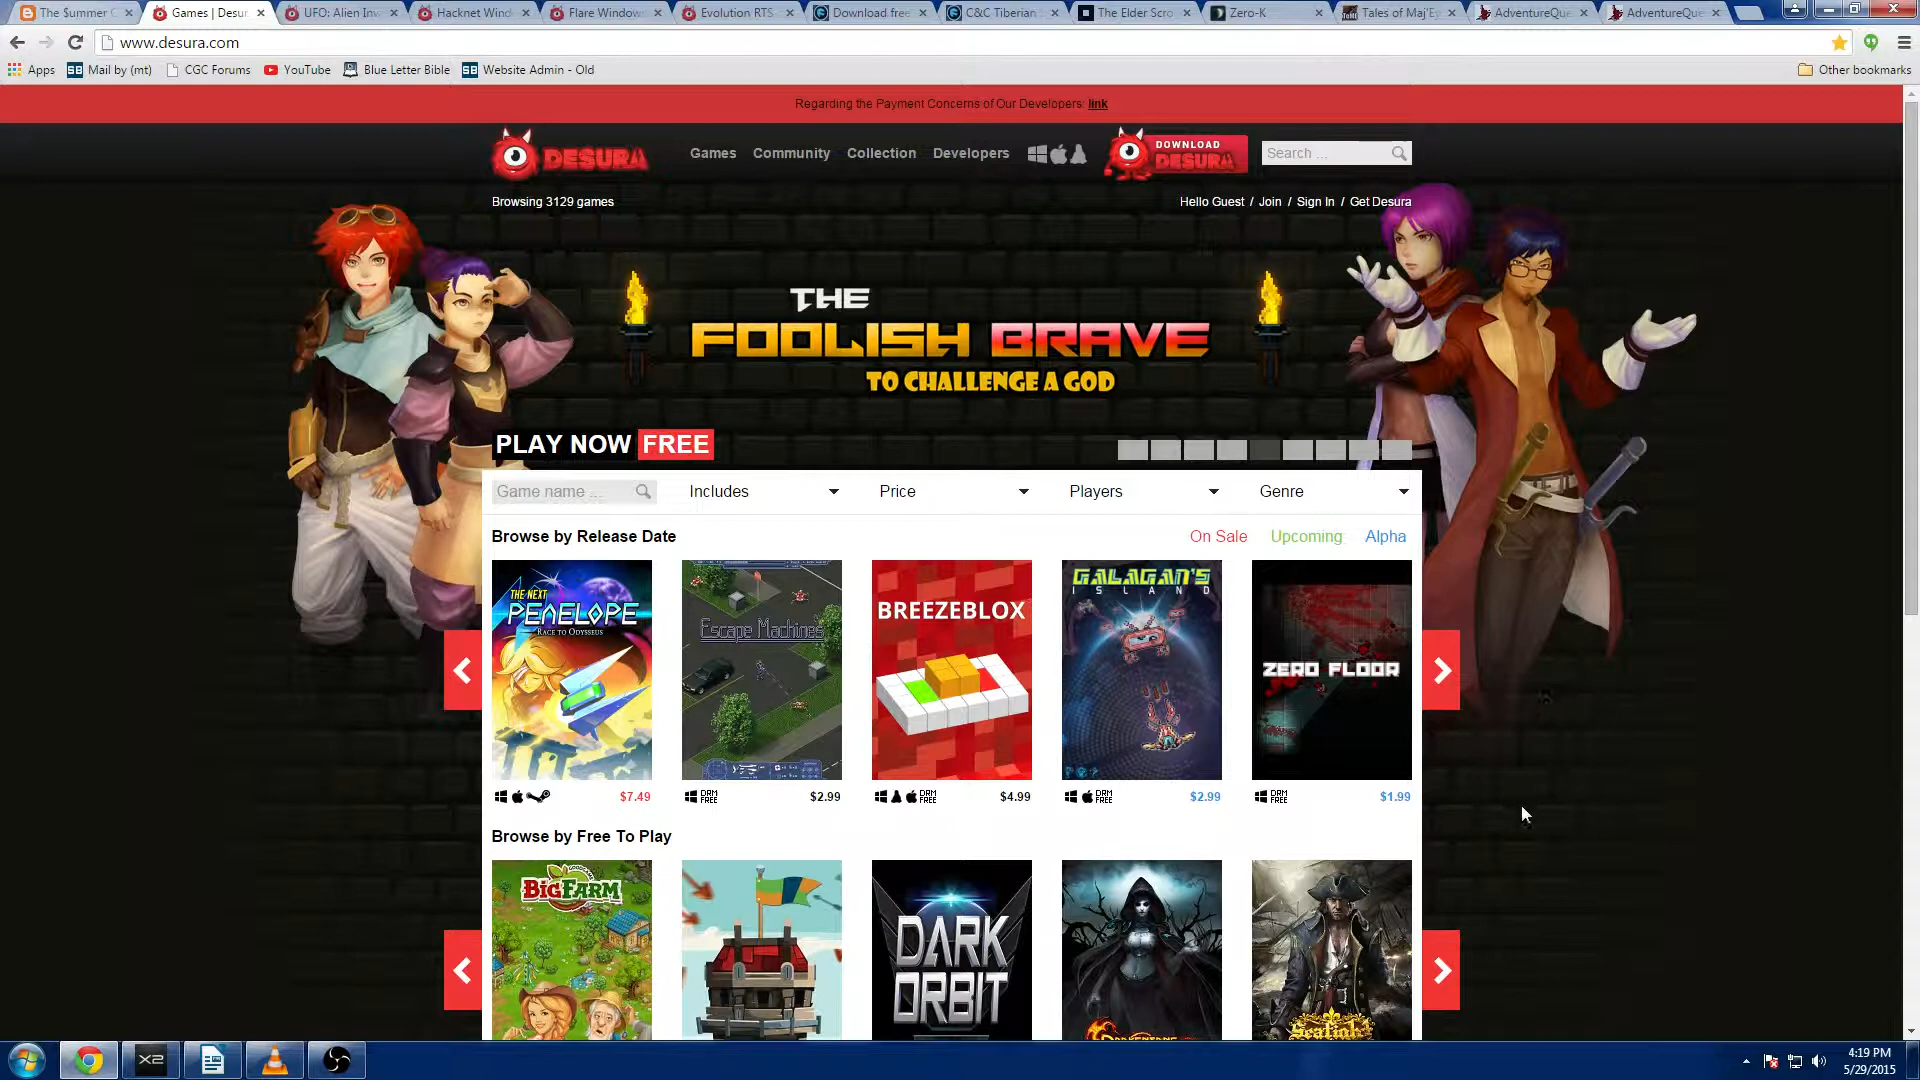 The $ummer C
Games | Desur
UFO: Alien Inv
Hacknet Wind
Flare Window
Evolution RTS
Download free
C&C Tiberian
The Elder Scro
Zero-K
Tales of Maj'E
AdventureQue
AdventureQue
www.desura.com
Apps
Mail by (mt)
CGC Forums
YouTube
Blue Letter Bible
Website Admin - Old
Other bookmarks
Regarding the Payment Concerns of Our Developers: link
DESURA
Games
Community
Collection
Developers
DOWNLOAD
DESURA
Search ...
Browsing 3129 games
Hello Guest / Join / Sign In / Get Desura
THE
FOOLISH BRAVE
TO CHALLENGE A GOD
PLAY NOW FREE
Game name ...
Includes
Price
Players
Genre
Browse by Release Date
On Sale
Upcoming
Alpha
THE NEXT
PENELOPE
RACE TO ODYSSEUS
Escape Machines
BREEZEBLOX
GALAGAN'S
ISLAND
ZERO FLOOR
$7.49
DRM FREE
$2.99
DRM FREE
$4.99
DRM FREE
$2.99
DRM FREE
$1.99
Browse by Free To Play
GOODGAME
BIGFARM
DARK
ORBIT
X2
4:19 PM
5/29/2015